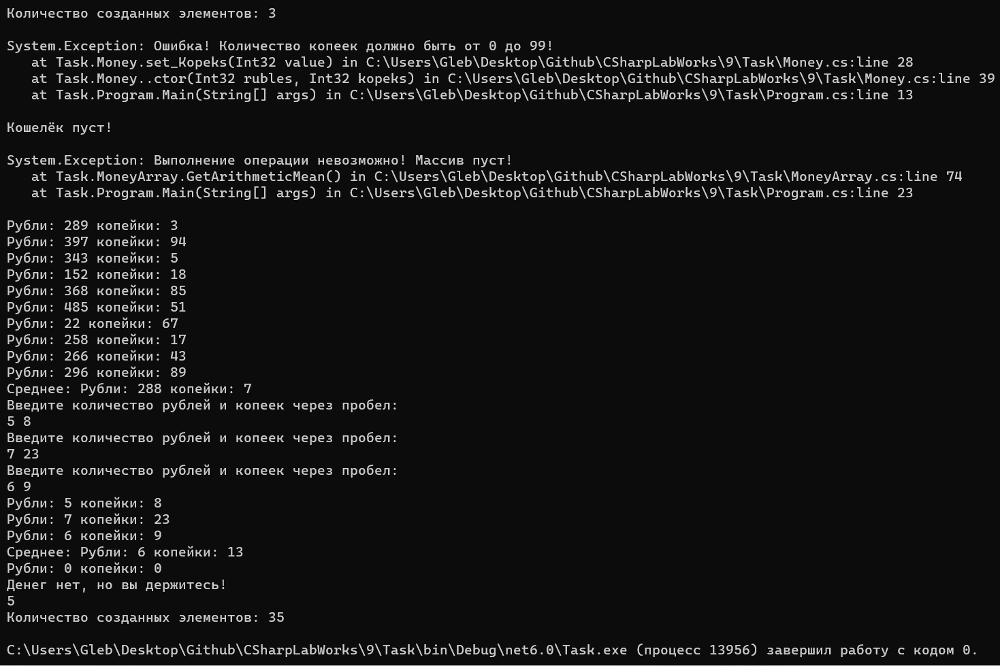 Количество созданных элементов: 3
System.Exception: Ошибка! Количество копеек должно быть от 0 до 99!
at Task.Money.set_Kopeks(Int32 value) in C:\Users\Gleb\Desktop\Github\CSharpLabWorks\9\Task\Money.cs:line 28
at Task.Money..ctor(Int32 rubles, Int32 kopeks) in C:\Users\Gleb\Desktop\Github\CSharpLabWorks\9\Task\Money.cs:line 39
at Task.Program.Main(String[] args) in C:\Users\Gleb\Desktop\Github\CSharpLabWorks\9\Task\Program.cs:line 13
Кошелёк пуст!
System.Exception: Выполнение операции невозможно! Массив пуст!
at Task.MoneyArray.GetArithmeticMean() in C:\Users\Gleb\Desktop\Github\CSharpLabWorks\9\Task\MoneyArray.cs:line 74
at Task.Program.Main(String[] args) in C:\Users\Gleb\Desktop\Github\CSharpLabWorks\9\Task\Program.cs:line 23
Рубли: 289 копейки: 3
Рубли: 397 копейки: 94
Рубли: 343 копейки: 5
Рубли: 152 копейки: 18
Рубли: 368 копейки: 85
Рубли: 485 копейки: 51
Рубли: 22 копейки: 67
Рубли: 258 копейки: 17
Рубли: 266 копейки: 43
Рубли: 296 копейки: 89
Среднее: Рубли: 288 копейки: 7
Введите количество рублей и копеек через пробел:
5 8
Введите количество рублей и копеек через пробел:
7 23
Введите количество рублей и копеек через пробел:
6 9
Рубли: 5 копейки: 8
Рубли: 7 копейки: 23
Рубли: 6 копейки: 9
Среднее: Рубли: 6 копейки: 13
Рубли: 0 копейки: 0
Денег нет, но вы держитесь!
5
Количество созданных элементов: 35
C:\Users\Gleb\Desktop\Github\CSharpLabWorks\9\Task\bin\Debug\net6.0\Task.exe (процесс 13956) завершил работу с кодом 0.